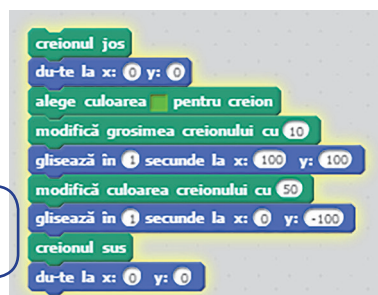 creionul jos
du-te la x: 0 y: 0
alege culoarea pentru creion
modifică grosimea creionului cu 10
glisează în 1 secunde la x: 100 y: 100
modifică culoarea creionului cu 50
glisează în 1 secunde la x: 0 y: -100
creionul sus
du-te la x: 0 y: 0